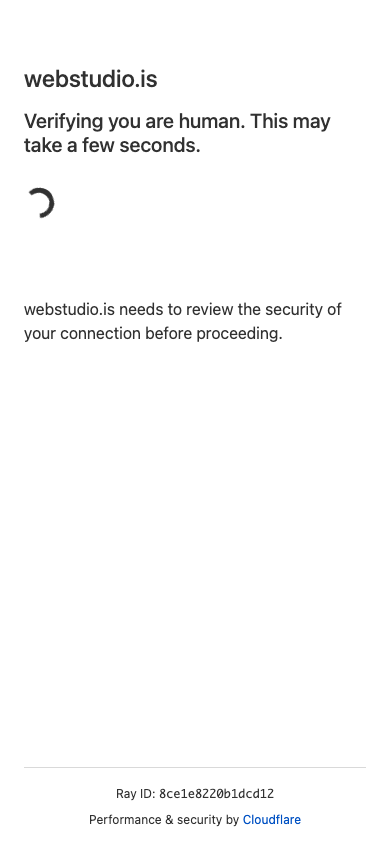 webstudio.is
Verifying you are human. This may
take a few seconds.
webstudio.is needs to review the security of
your connection before proceeding.
Ray ID: 8ce1e8220b1dcd12
Performance & security by Cloudflare